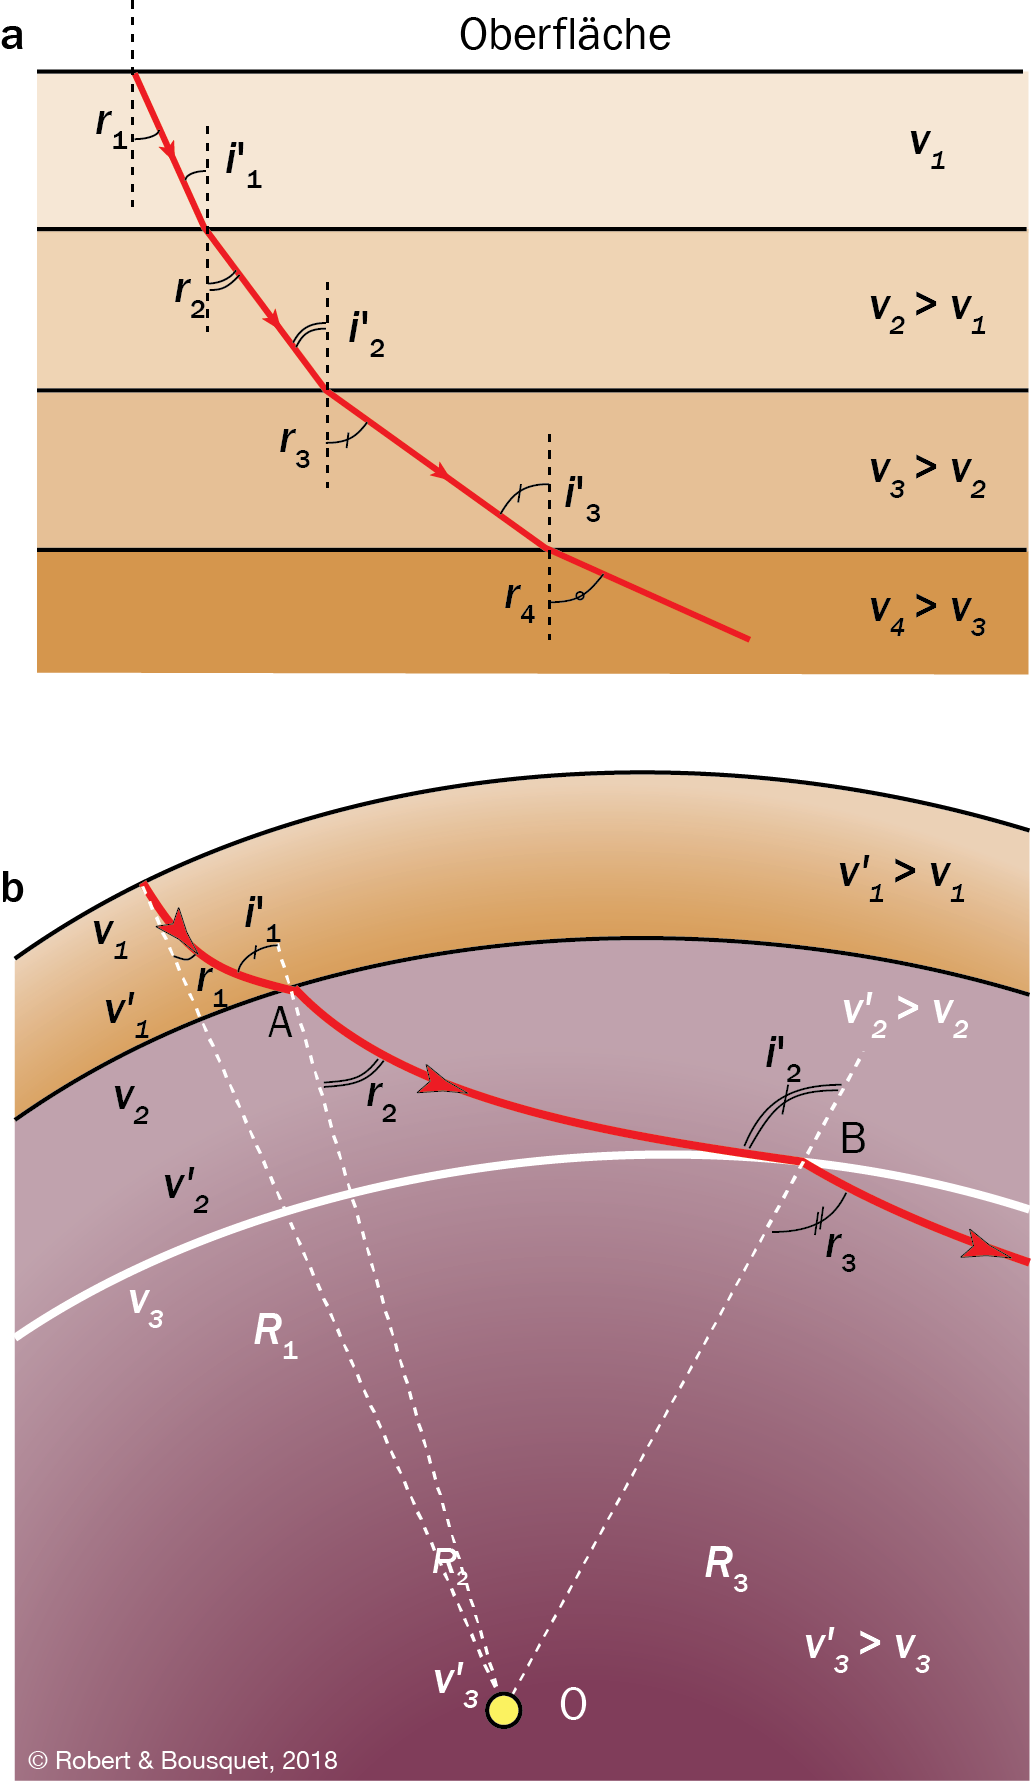 a
Oberfläche
r1
i'1
v1
r2
i'2
v2 > v1
r3
i'3
v3 > v2
r4
v4 > v3
b
v'1 > v1
v1
i'1
r1
v'1
A
v'2 > v2
i'2
v2
r2
B
v'2
r3
v3
R1
R2
R3
v'3 > v3
v'3
O
© Robert & Bousquet, 2018